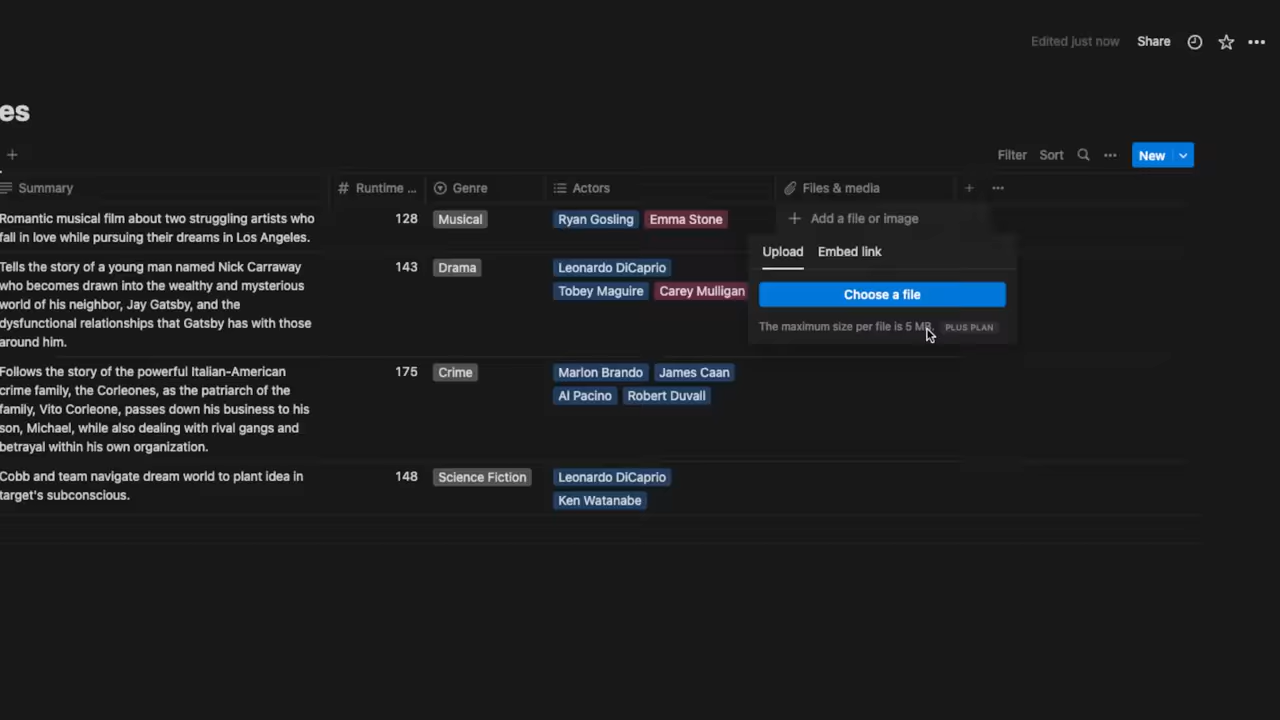 Edited just now Share
es
Filter Sort New
Summary # Runtime ... Genre Actors Files & media
Romantic musical film about two struggling artists who
fall in love while pursuing their dreams in Los Angeles.
128 Musical Ryan Gosling Emma Stone
Add a file or image
Upload Embed link
Choose a file
The maximum size per file is 5 MB. PLUS PLAN
Tells the story of a young man named Nick Carraway
who becomes drawn into the wealthy and mysterious
world of his neighbor, Jay Gatsby, and the
dysfunctional relationships that Gatsby has with those
around him.
143 Drama Leonardo DiCaprio
Tobey Maguire Carey Mulligan
Follows the story of the powerful Italian-American
crime family, the Corleones, as the patriarch of the
family, Vito Corleone, passes down his business to his
son, Michael, while also dealing with rival gangs and
betrayal within his own organization.
175 Crime Marlon Brando James Caan
Al Pacino Robert Duvall
Cobb and team navigate dream world to plant idea in
target's subconscious.
148 Science Fiction Leonardo DiCaprio
Ken Watanabe